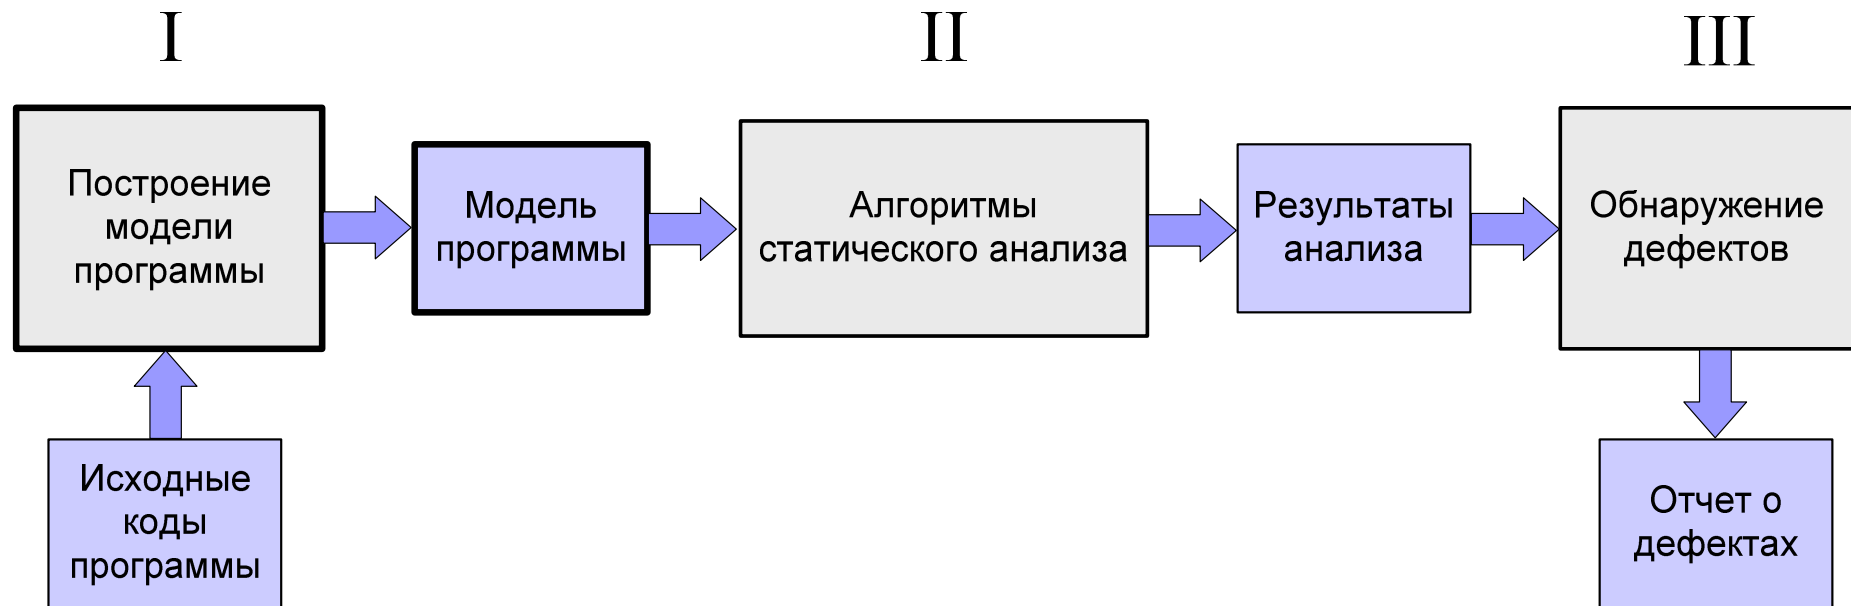 I
II
III
Построение
модели
программы
Модель
программы
Алгоритмы
статического анализа
Результаты
анализа
Обнаружение
дефектов
Исходные
коды
программы
Отчет о
дефектах